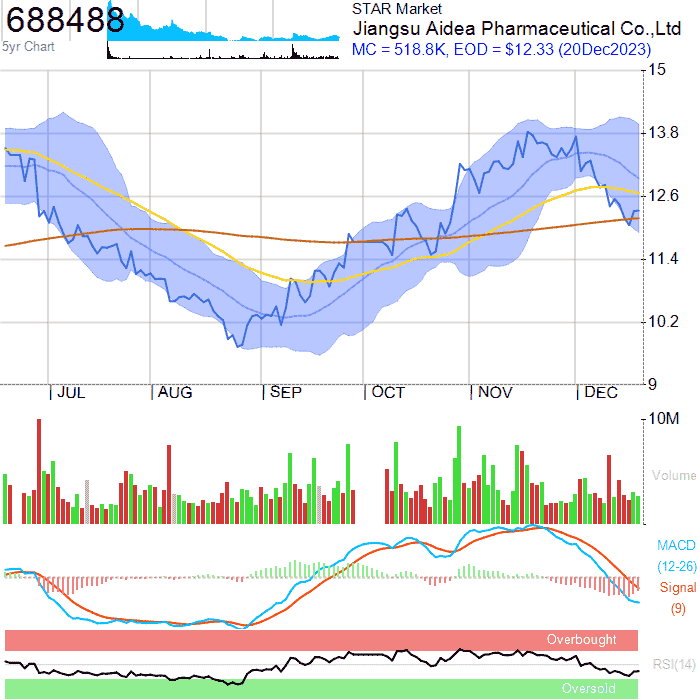 688488
STAR Market
Jiangsu Aidea Pharmaceutical Co.,Ltd
5yr Chart
MC = 518.8K, EOD = $12.33 (20Dec2023)
15
13.8
12.6
11.4
10.2
9
JUL AUG SEP OCT NOV DEC
10M
Volume
MACD
(12-26)
Signal
(9)
Overbought
RSI(14)
Oversold